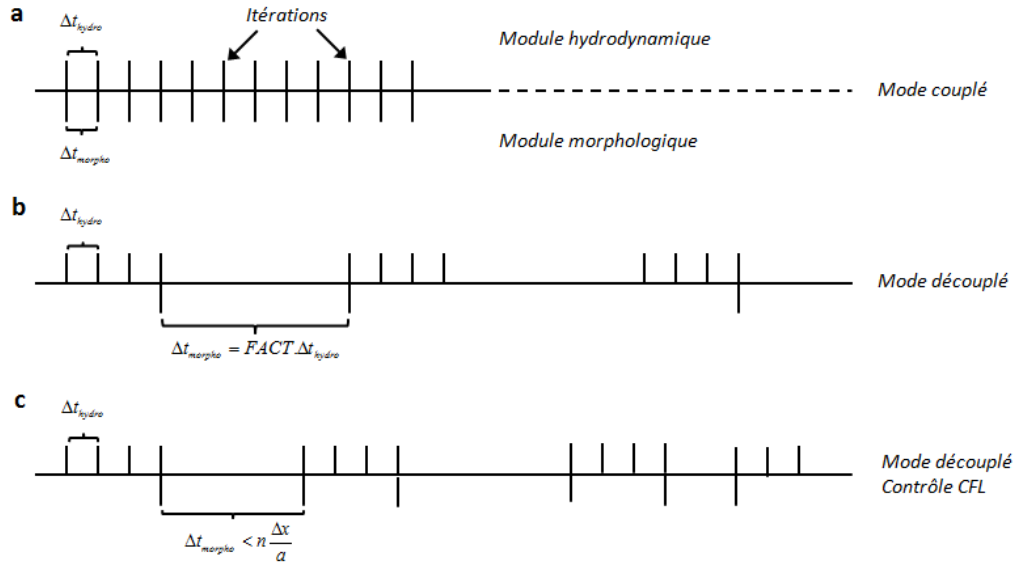 a
Δt_hydro
Itérations
Module hydrodynamique
Mode couplé
Module morphologique
Δt_morpho
b
Δt_hydro
Mode découplé
Δt_morpho = FACT.Δt_hydro
c
Δt_hydro
Mode découplé
Contrôle CFL
Δt_morpho < n Δx/a